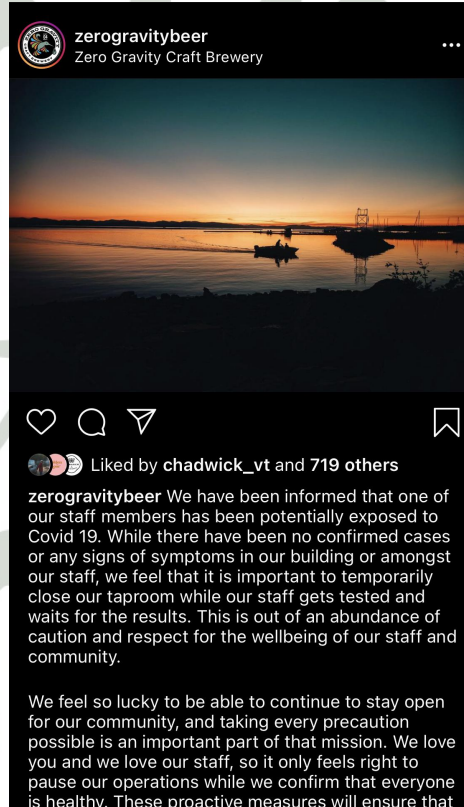 zerogravitybeer
Zero Gravity Craft Brewery
Liked by chadwick_vt and 719 others
zerogravitybeer We have been informed that one of
our staff members has been potentially exposed to
Covid 19. While there have been no confirmed cases
or any signs of symptoms in our building or amongst
our staff, we feel that it is important to temporarily
close our taproom while our staff gets tested and
waits for the results. This is out of an abundance of
caution and respect for the wellbeing of our staff and
community.
We feel so lucky to be able to continue to stay open
for our community, and taking every precaution
possible is an important part of that mission. We love
you and we love our staff, so it only feels right to
pause our operations while we confirm that everyone
is healthy. These proactive measures will ensure that